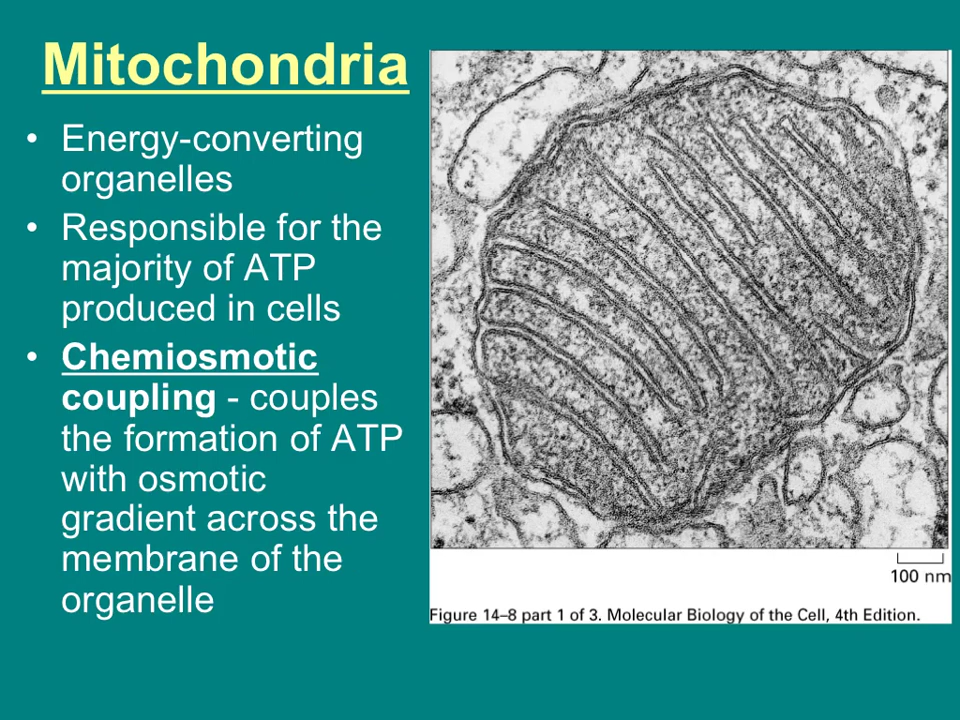 Mitochondria
• Energy-converting
organelles
• Responsible for the
majority of ATP
produced in cells
• Chemiosmotic
coupling - couples
the formation of ATP
with osmotic
gradient across the
membrane of the
organelle
100 nm
Figure 14–8 part 1 of 3. Molecular Biology of the Cell, 4th Edition.